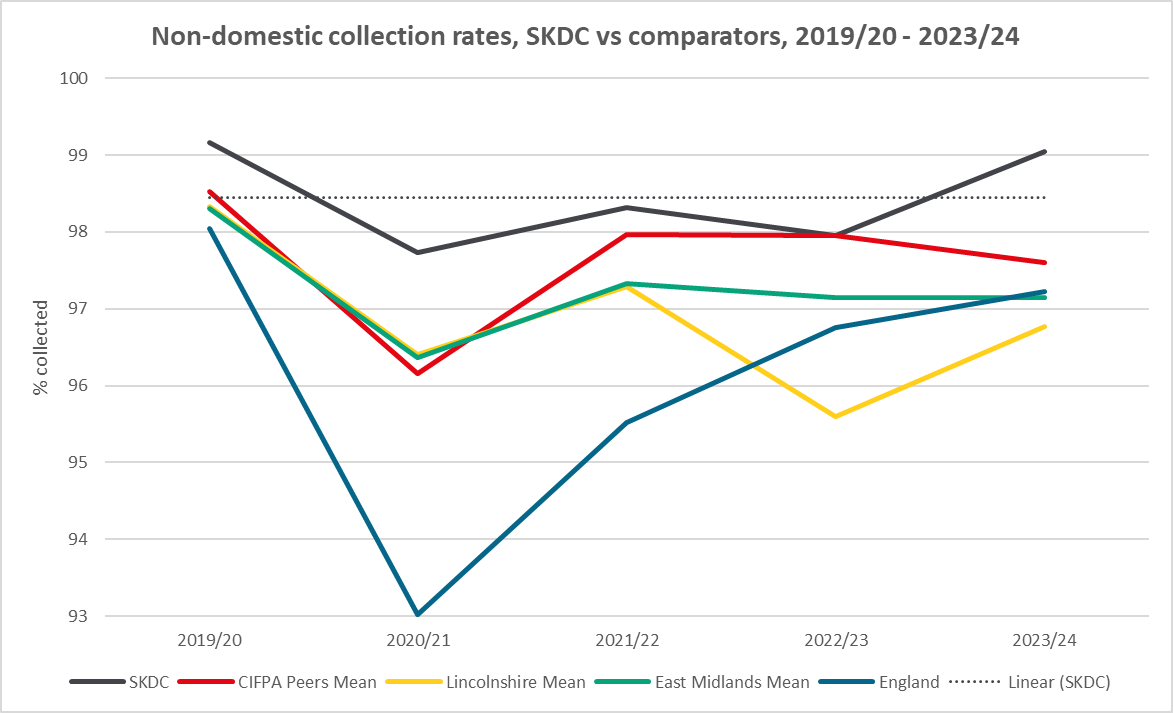 Non-domestic collection rates, SKDC vs comparators, 2019/20 - 2023/24
100
99
98
97
96
95
94
93
% collected
2019/20 2020/21 2021/22 2022/23 2023/24
SKDC CIFPA Peers Mean Lincolnshire Mean East Midlands Mean England Linear (SKDC)